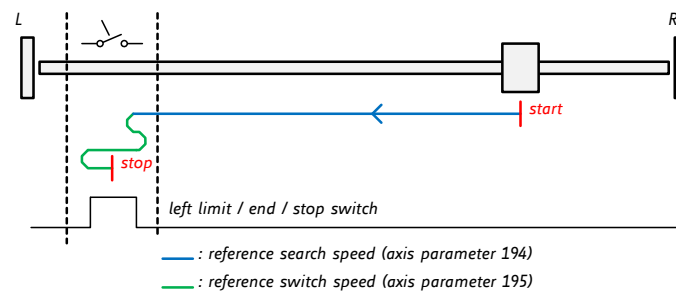 L
R
start
stop
left limit / end / stop switch
: reference search speed (axis parameter 194)
: reference switch speed (axis parameter 195)